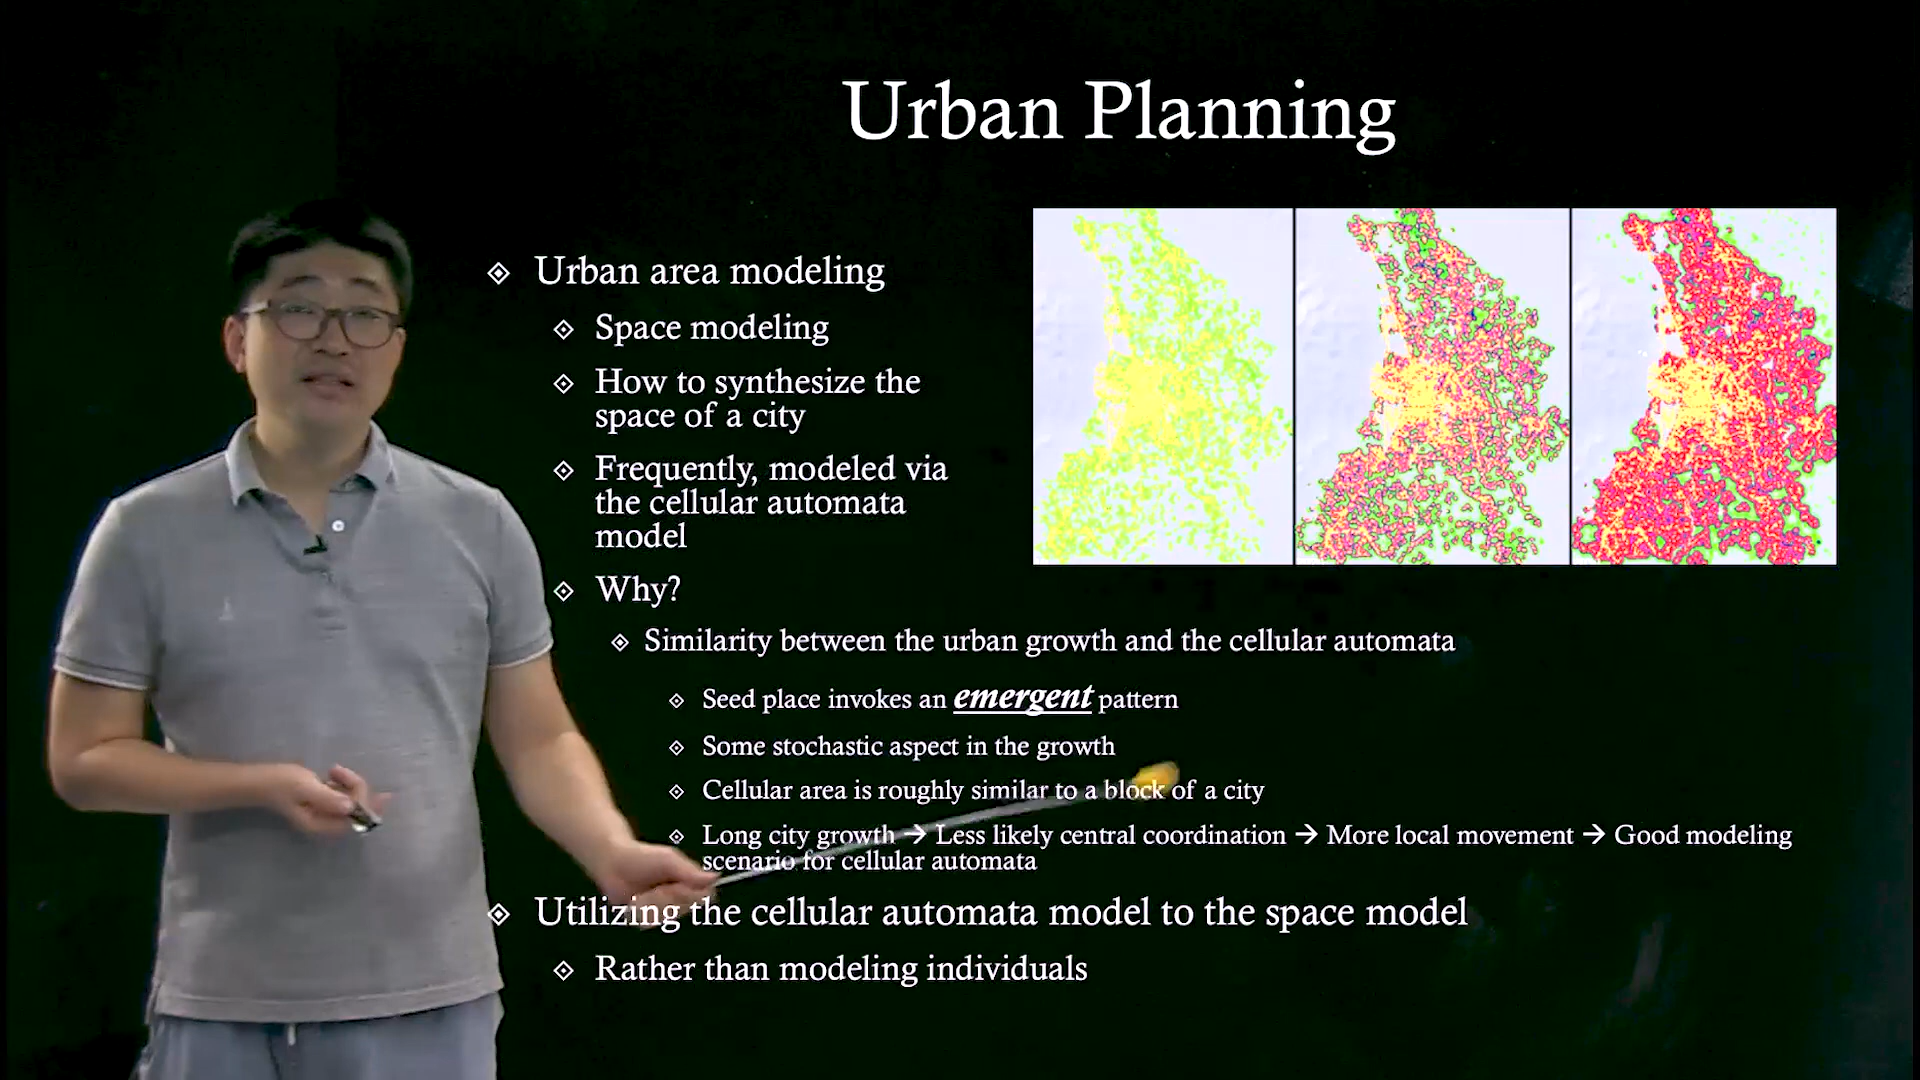 Urban Planning
Urban area modeling
Space modeling
How to synthesize the
space of a city
Frequently, modeled via
the cellular automata
model
Why?
Similarity between the urban growth and the cellular automata
Seed place invokes an emergent pattern
Some stochastic aspect in the growth
Cellular area is roughly similar to a block of a city
Long city growth → Less likely central coordination → More local movement → Good modeling
scenario for cellular automata
Utilizing the cellular automata model to the space model
Rather than modeling individuals